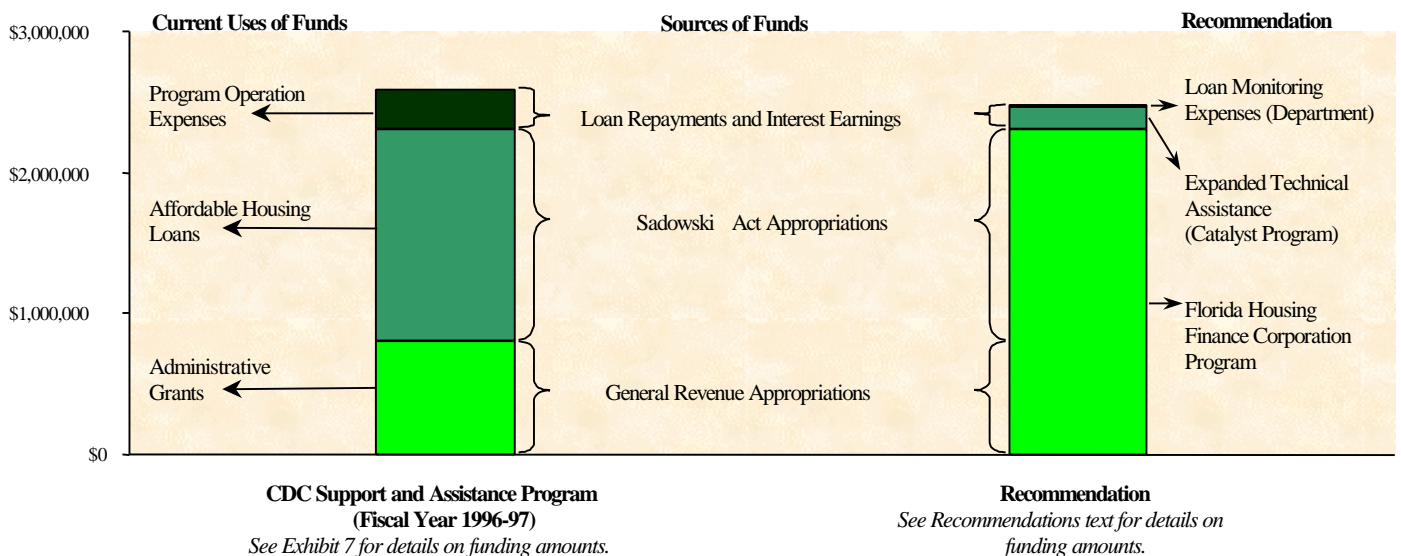 Current Uses of Funds
Sources of Funds
Recommendation
$3,000,000
$2,000,000
$1,000,000
$0
Program Operation
Expenses
Affordable Housing
Loans
Administrative
Grants
Loan Repayments and Interest Earnings
Sadowski Act Appropriations
General Revenue Appropriations
Loan Monitoring
Expenses (Department)
Expanded Technical
Assistance
(Catalyst Program)
Florida Housing
Finance Corporation
Program
CDC Support and Assistance Program
(Fiscal Year 1996-97)
See Exhibit 7 for details on funding amounts.
Recommendation
See Recommendations text for details on
funding amounts.